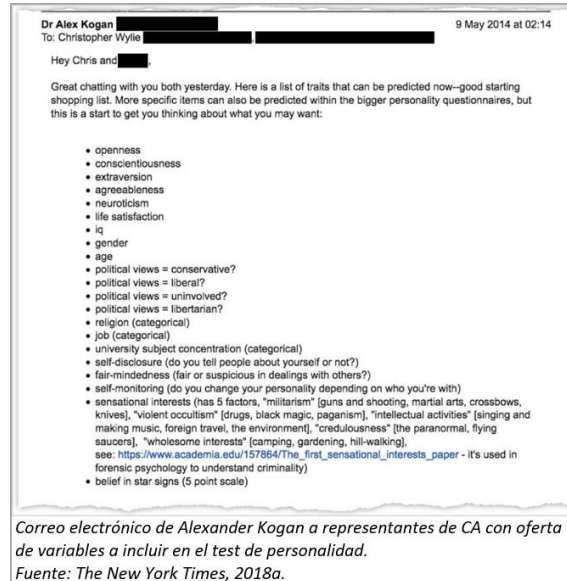 Dr Alex Kogan
9 May 2014 at 02:14
To: Christopher Wylie ,
Hey Chris and ,
Great chatting with you both yesterday. Here is a list of traits that can be predicted now--good starting
shopping list. More specific items can also be predicted within the bigger personality questionnaires, but
this is a start to get you thinking about what you may want:
• openness
• conscientiousness
• extraversion
• agreeableness
• neuroticism
• life satisfaction
• iq
• gender
• age
• political views = conservative?
• political views = liberal?
• political views = uninvolved?
• political views = libertarian?
• religion (categorical)
• job (categorical)
• university subject concentration (categorical)
• self-disclosure (do you tell people about yourself or not?)
• fair-mindedness (fair or suspicious in dealings with others?)
• self-monitoring (do you change your personality depending on who you're with)
• sensational interests (has 5 factors, "militarism" [guns and shooting, martial arts, crossbows,
knives], "violent occultism" [drugs, black magic, paganism], "intellectual activities" [singing and
making music, foreign travel, the environment], "credulousness" [the paranormal, flying
saucers], "wholesome interests" [camping, gardening, hill-walking],
see: https://www.academia.edu/157864/The_first_sensational_interests_paper - it's used in
forensic psychology to understand criminality)
• belief in star signs (5 point scale)
Correo electrónico de Alexander Kogan a representantes de CA con oferta
de variables a incluir en el test de personalidad.
Fuente: The New York Times, 2018a.